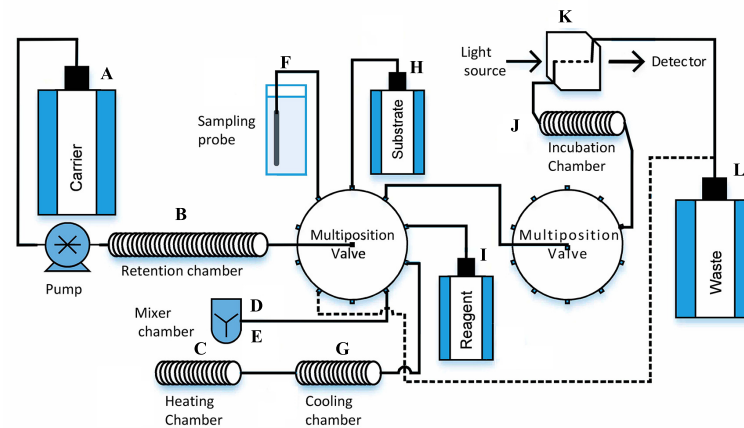 K
A
F
H
Light
source
Detector
Carrier
Sampling
probe
Substrate
J
Incubation
Chamber
L
B
Multiposition
Valve
Multiposition
Valve
Retention chamber
I
Pump
Mixer
chamber
D
E
Reagent
Waste
C
G
Heating
Chamber
Cooling
chamber